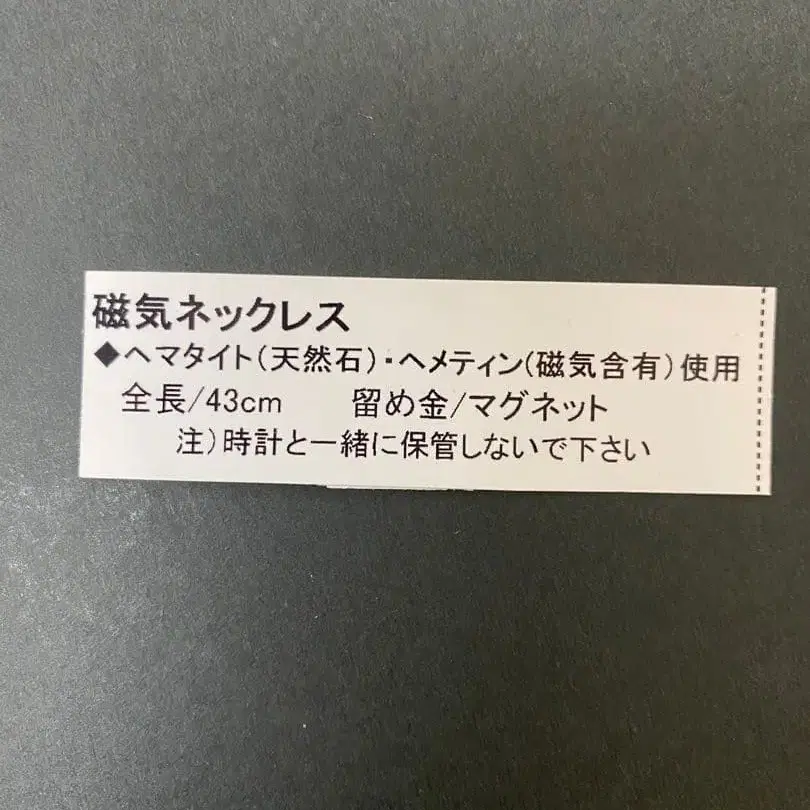 磁気ネックレス
◆ヘマタイト(天然石)・ヘメティン(磁気含有)使用
全長/43cm　留め金/マグネット
注)時計と一緒に保管しないで下さい